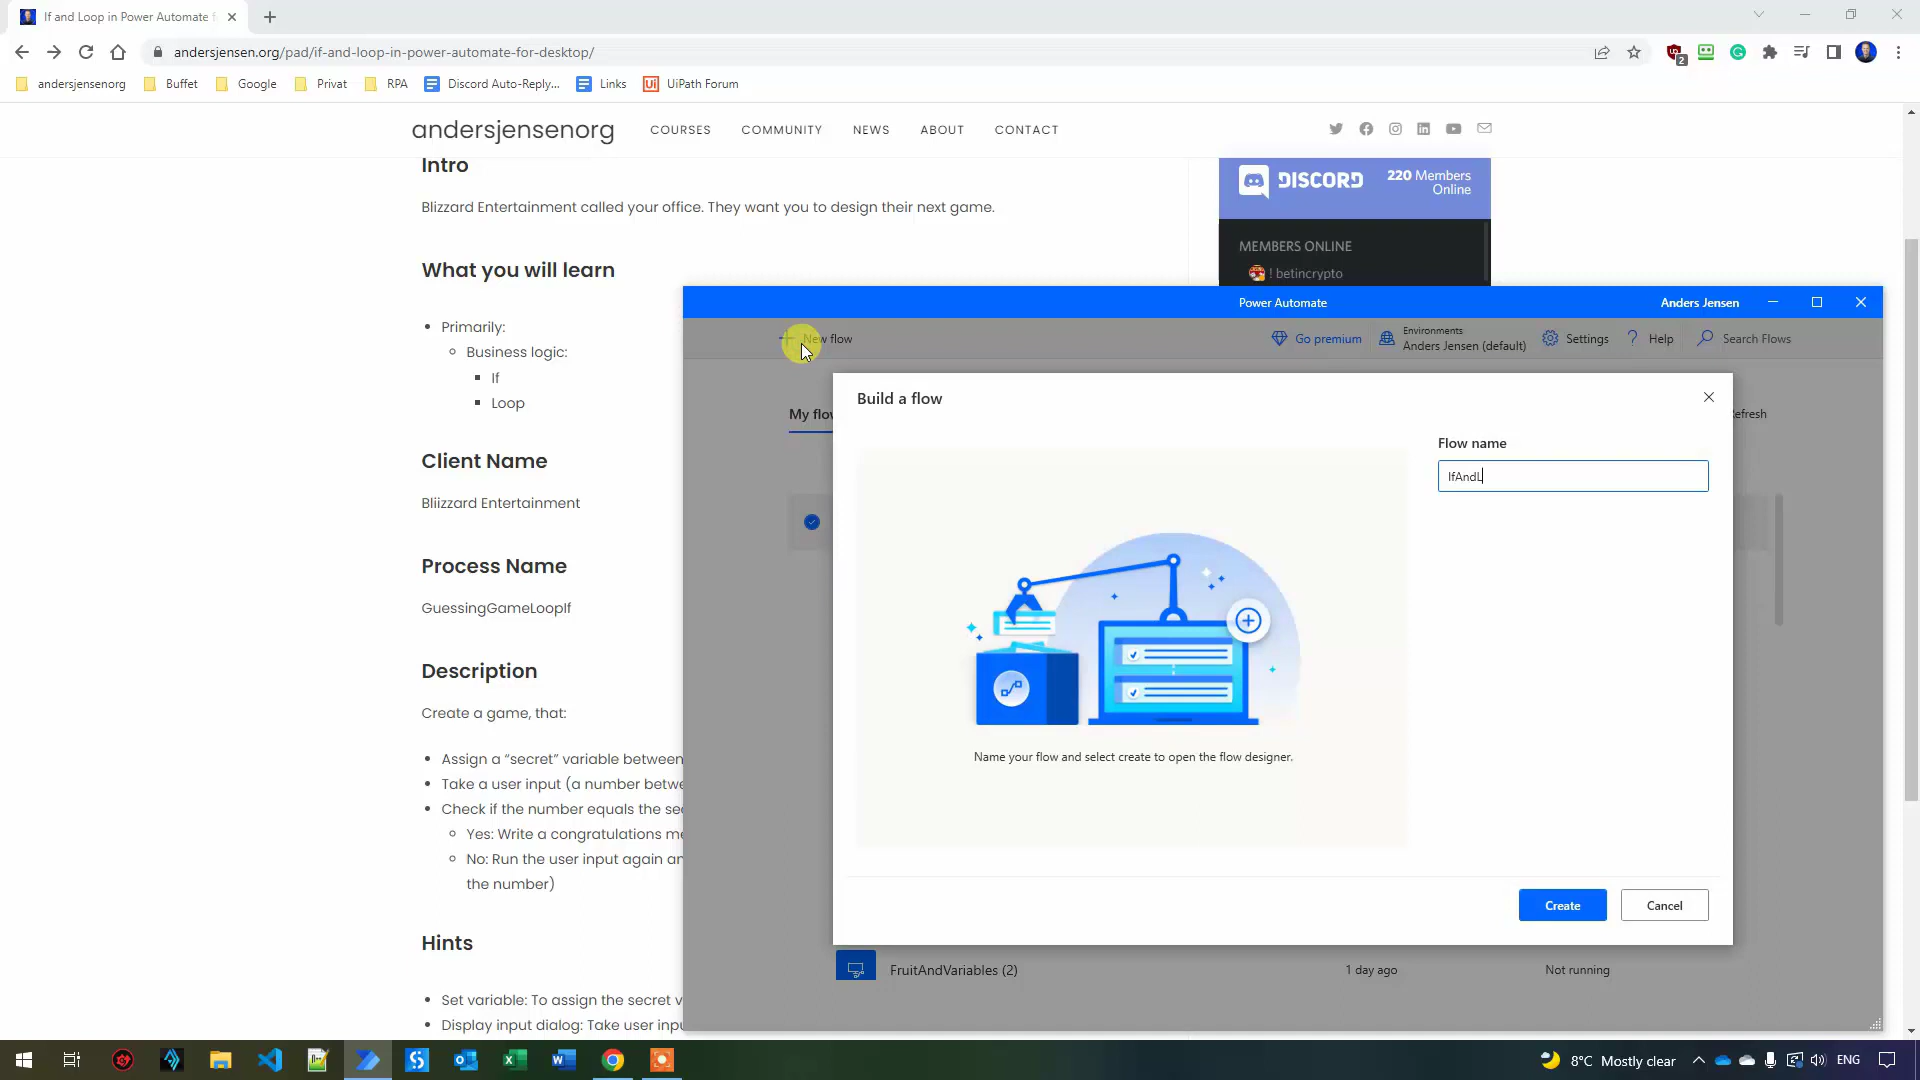 If and Loop in Power Automate f
andersjensen.org/pad/if-and-loop-in-power-automate-for-desktop/
2
andersjensenorg
Buffet
Google
Privat
RPA
Discord Auto-Reply...
Links
Ui
UiPath Forum
andersjensenorg
COURSES
COMMUNITY
NEWS
ABOUT
CONTACT
Intro
Blizzard Entertainment called your office. They want you to design their next game.
What you will learn
Primarily:
Business logic:
If
Loop
Client Name
Bliizzard Entertainment
Process Name
GuessingGameLoopIf
Description
Create a game, that:
Assign a “secret” variable between
Take a user input (a number betwe
Check if the number equals the se
Yes: Write a congratulations me
No: Run the user input again an
the number)
Hints
Set variable: To assign the secret v
Display input dialog: Take user inpu
DISCORD
220 Members
Online
MEMBERS ONLINE
! betincrypto
Power Automate
Anders Jensen
New flow
Go premium
Environments
Anders Jensen (default)
Settings
Help
Search Flows
My flow
efresh
Build a flow
Flow name
IfAndL
Name your flow and select create to open the flow designer.
Create
Cancel
FruitAndVariables (2)
1 day ago
Not running
8°C Mostly clear
ENG